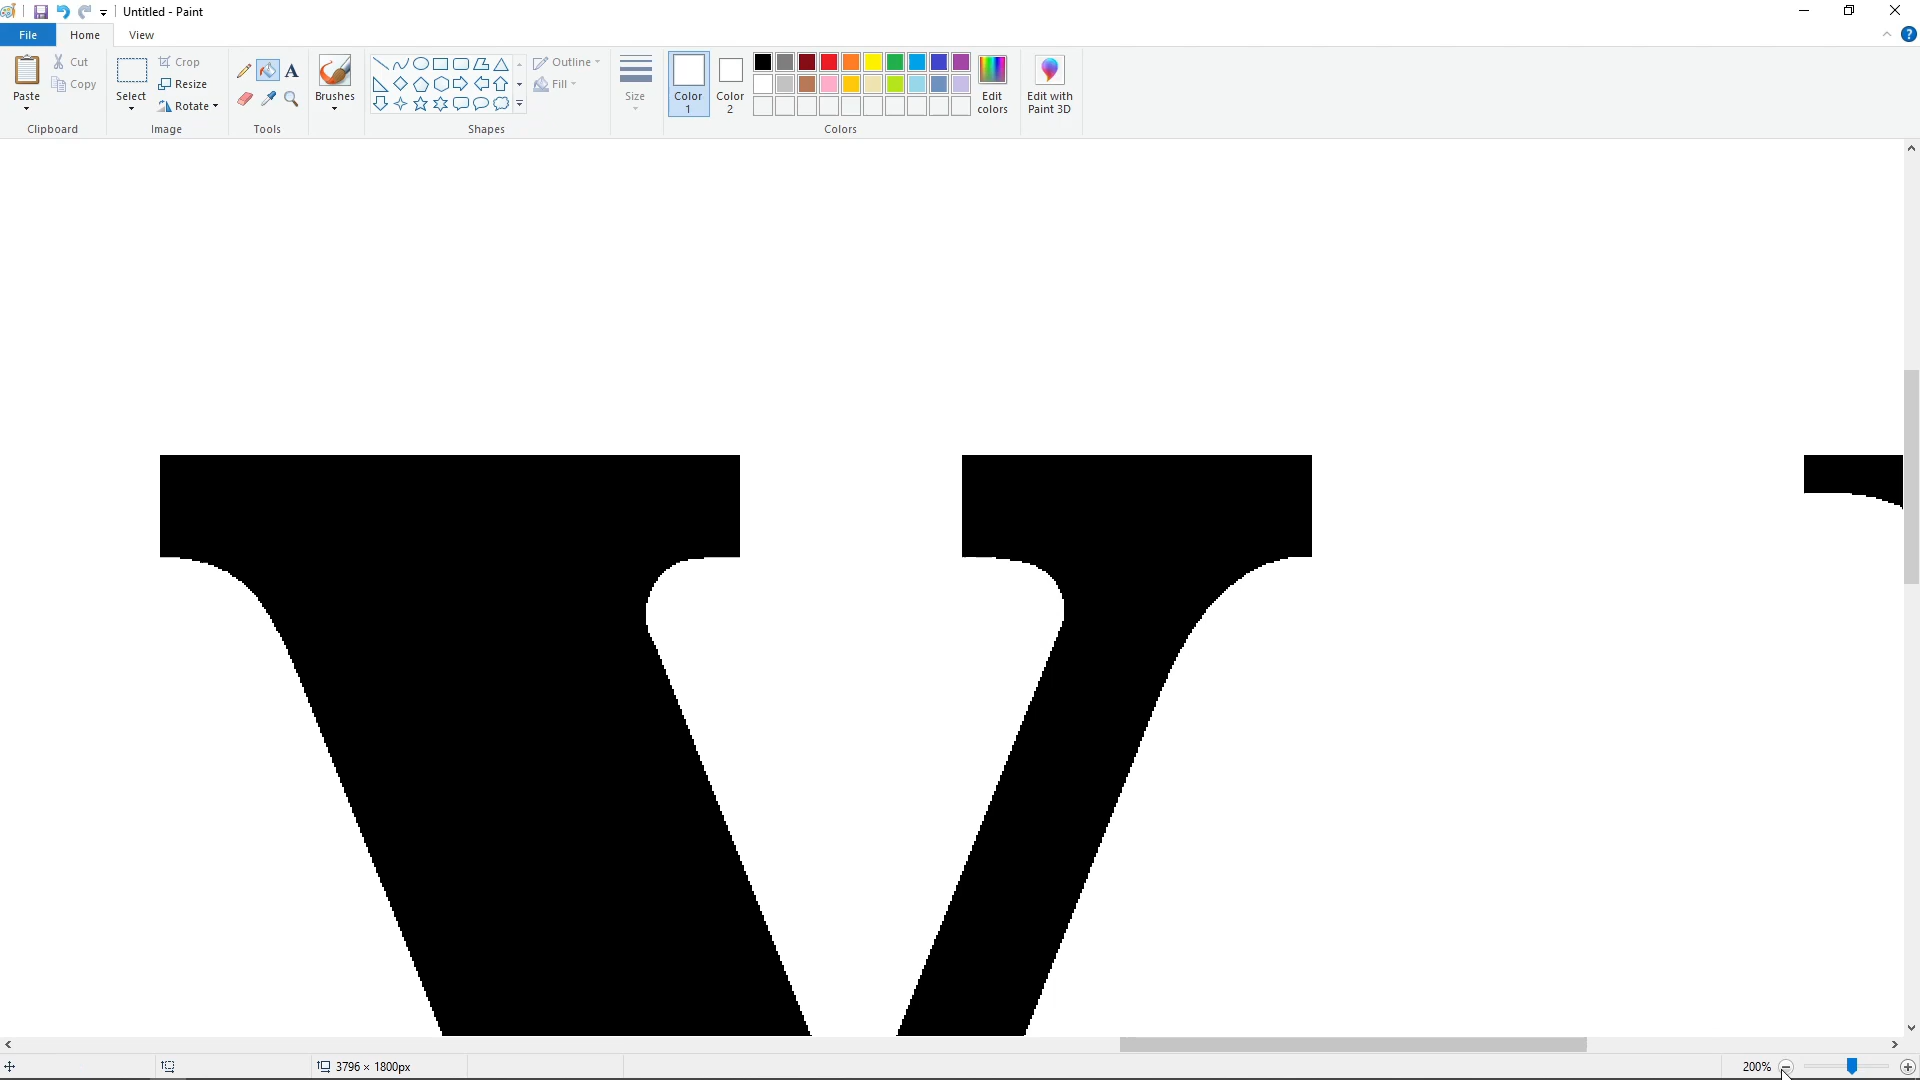 Untitled - Paint
File Home View
Paste Cut Copy Clipboard
Select Crop Resize Rotate Image
Tools
Brushes
Outline Fill Shapes
Size
Color 1 Color 2 Edit colors Colors
Edit with Paint 3D
V
3796 × 1800px 200%